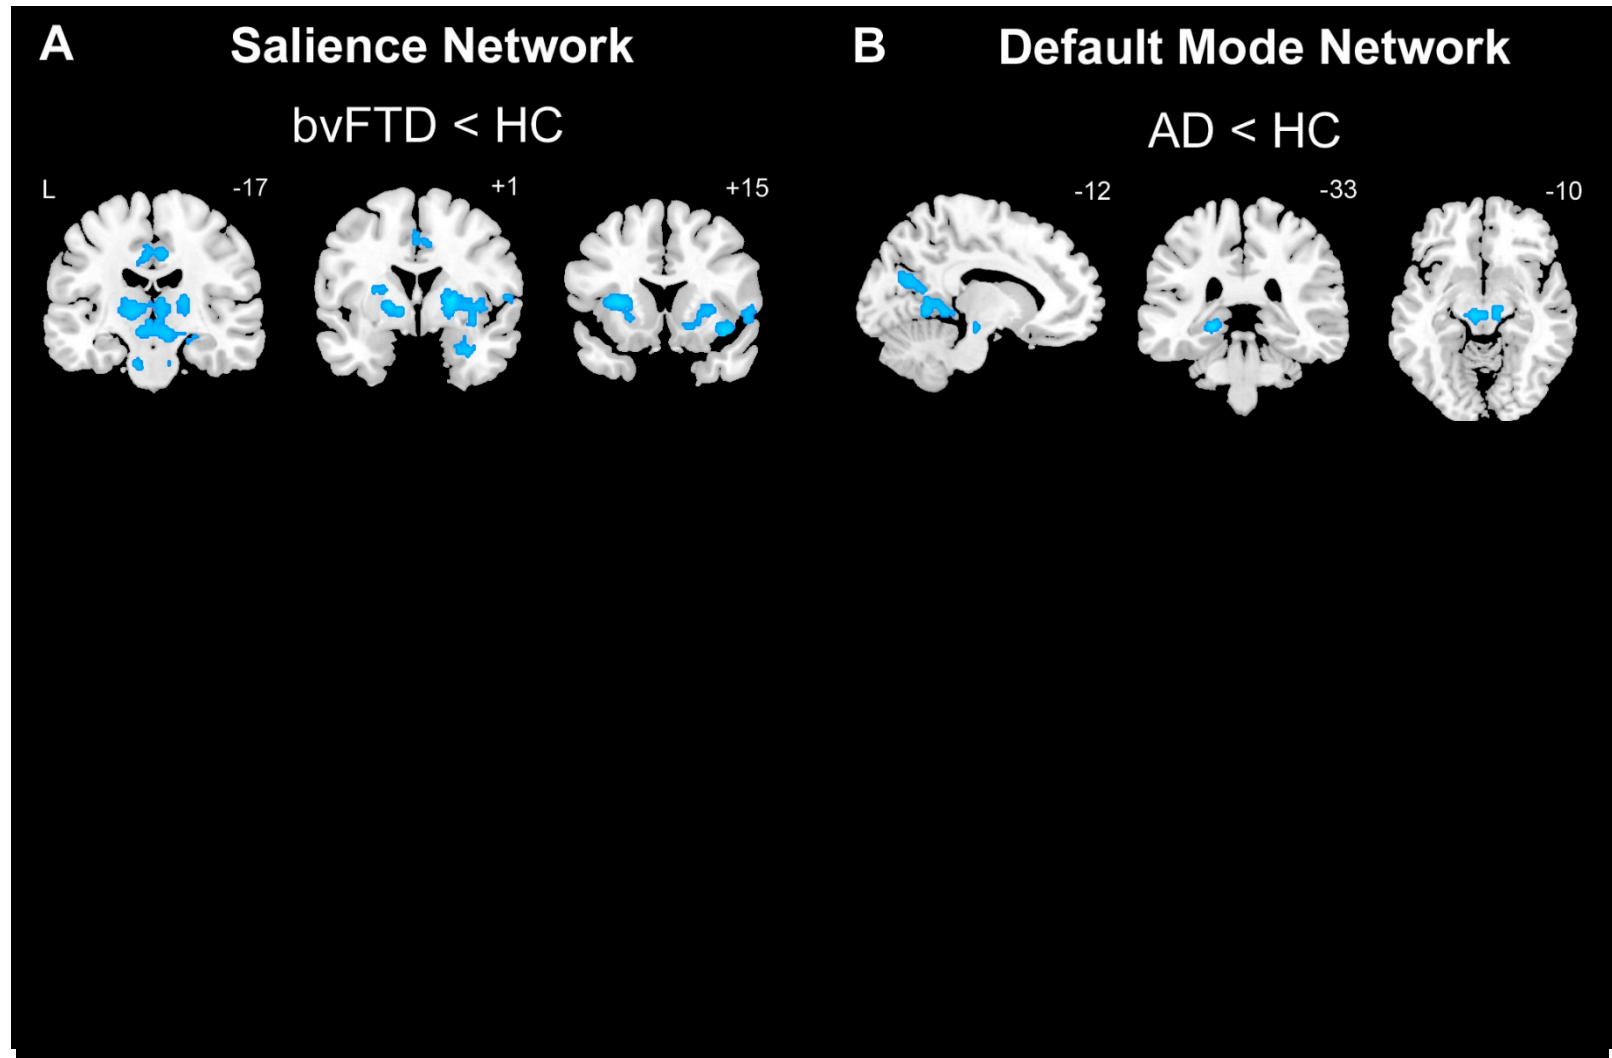 A Salience Network
bvFTD < HC
L -17 +1 +15
B Default Mode Network
AD < HC
-12 -33 -10